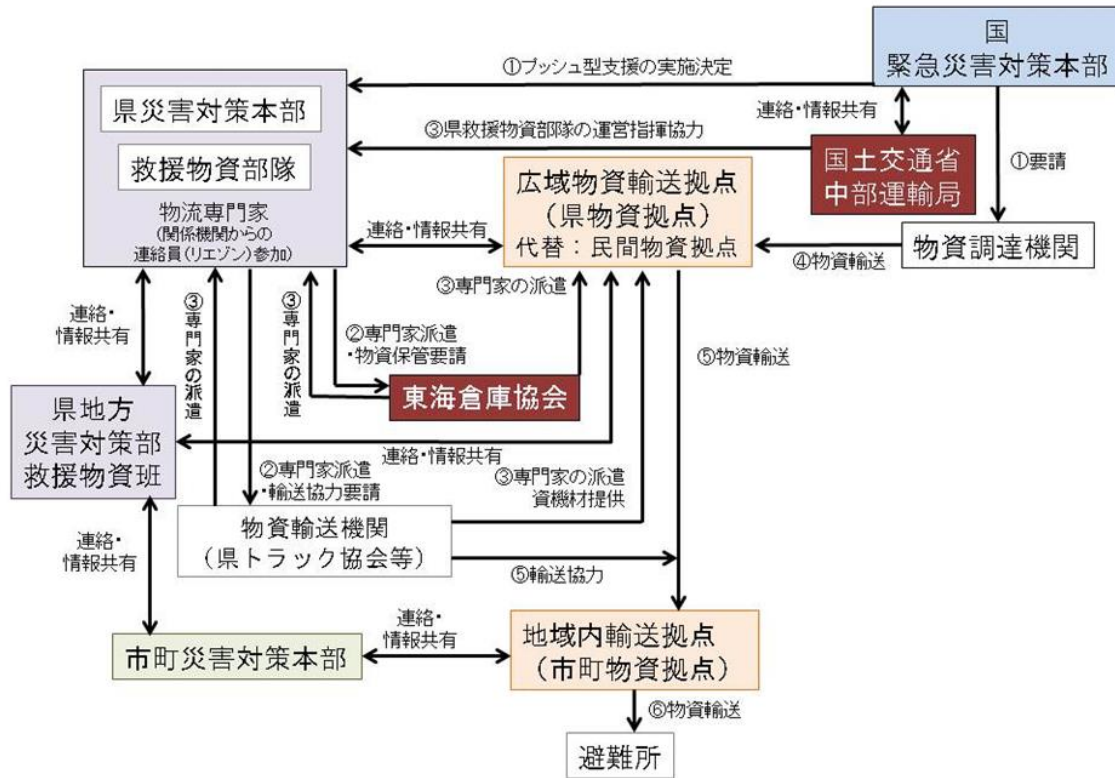 国
緊急災害対策本部
①プッシュ型支援の実施決定
県災害対策本部
救援物資部隊
物流専門家
(関係機関からの
連絡員(リエゾン)参加)
連絡・情報共有
③県救援物資部隊の運営指揮協力
国土交通省
中部運輸局
①要請
広域物資輸送拠点
(県物資拠点)
代替：民間物資拠点
連絡・情報共有
④物資輸送
物資調達機関
③専門家の派遣
連絡・
情報共有
③専門家の派遣
③専門家の派遣
②専門家派遣
・物資保管要請
⑤物資輸送
東海倉庫協会
県地方
災害対策部
救援物資班
連絡・情報共有
②専門家派遣
・輸送協力要請
③専門家の派遣
資機材提供
物資輸送機関
(県トラック協会等)
連絡・
情報共有
⑤輸送協力
連絡・
情報共有
市町災害対策本部
地域内輸送拠点
(市町物資拠点)
⑥物資輸送
避難所